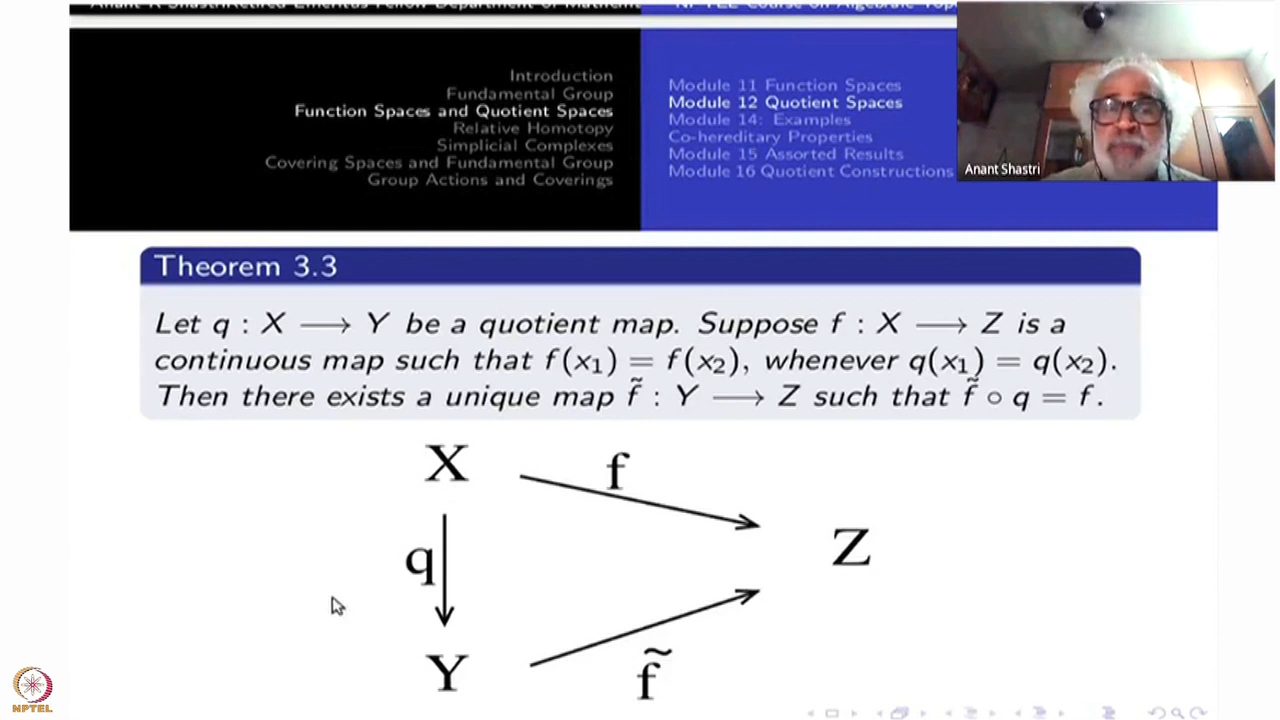 Introduction
Fundamental Group
Function Spaces and Quotient Spaces
Relative Homotopy
Simplicial Complexes
Covering Spaces and Fundamental Group
Group Actions and Coverings
Module 11 Function Spaces
Module 12 Quotient Spaces
Module 14: Examples
Co-hereditary Properties
Module 15 Assorted Results
Module 16 Quotient Constructions
Anant Shastri
Theorem 3.3
Let q : X ⟶ Y be a quotient map. Suppose f : X ⟶ Z is a
continuous map such that f(x₁) = f(x₂), whenever q(x₁) = q(x₂).
Then there exists a unique map f̃ : Y ⟶ Z such that f̃ ∘ q = f.
X
f
Z
q
Y
f̃
NPTEL